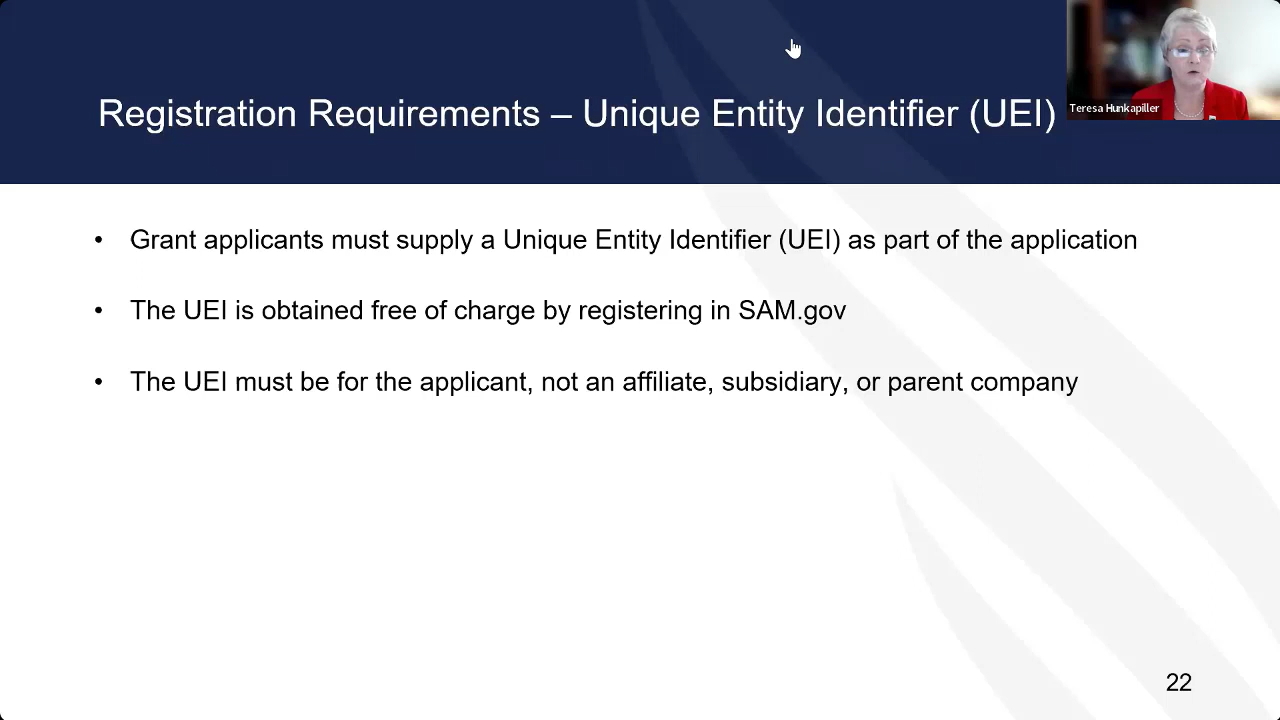 Teresa Hunkapiller
Registration Requirements – Unique Entity Identifier (UEI)
• Grant applicants must supply a Unique Entity Identifier (UEI) as part of the application
• The UEI is obtained free of charge by registering in SAM.gov
• The UEI must be for the applicant, not an affiliate, subsidiary, or parent company
22